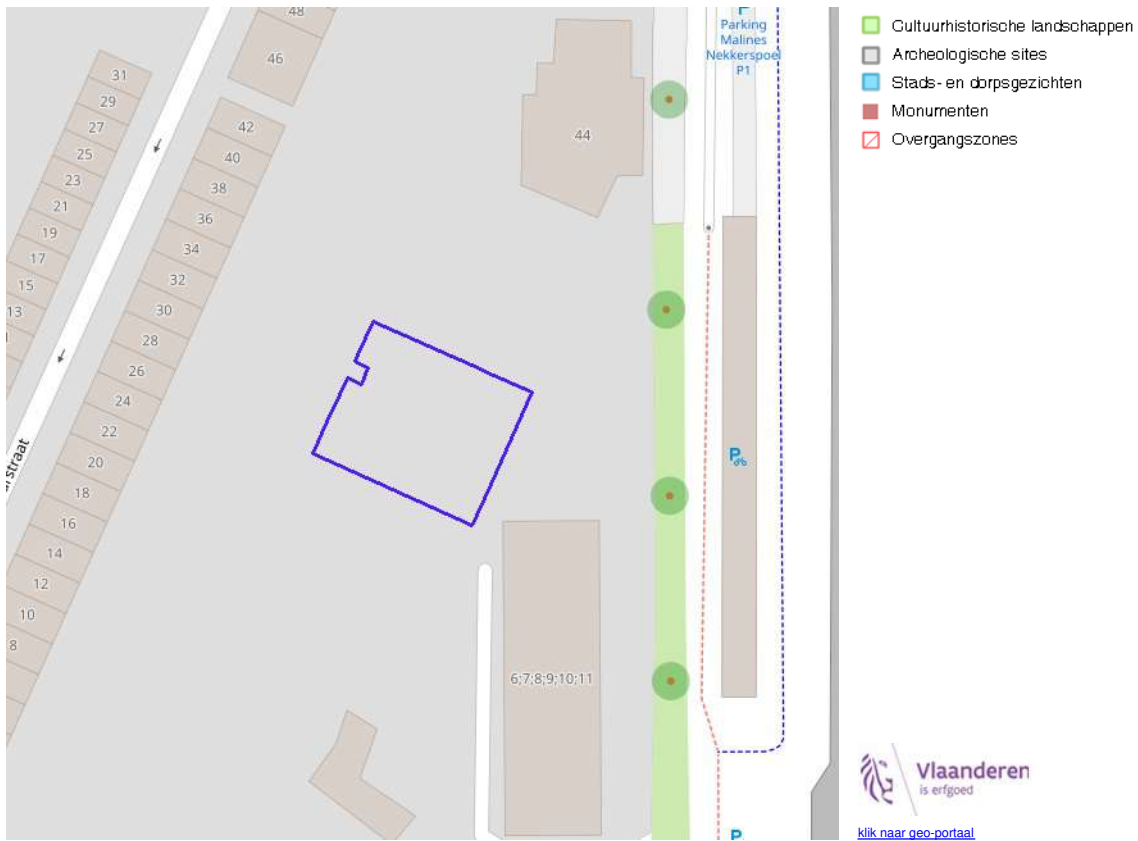 48
46
31
29
27
25
23
21
19
17
15
13
42
40
38
36
34
32
30
28
26
24
22
20
18
16
14
12
10
8
straat
44
P
Parking
Malines
Nekkerspoel
P1
P
6;7;8;9;10;11
P
Cultuurhistorische landschappen
Archeologische sites
Stads- en dorpsgezichten
Monumenten
Overgangszones
Vlaanderen
is erfgoed
klik naar geo-portaal